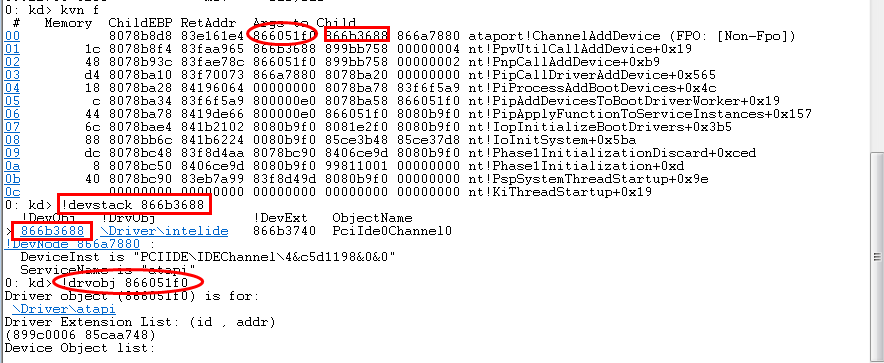 0: kd> kvn f
 #   Memory  ChildEBP RetAddr  Args to Child
00           8078b8d8 83e161e4 866051f0 866b3688 866a7880 ataport!ChannelAddDevice (FPO: [Non-Fpo])
01        1c 8078b8f4 83faa965 866b3688 899bb758 00000004 nt!PpvUtilCallAddDevice+0x19
02        48 8078b93c 83fae78c 866051f0 899bb758 00000002 nt!PnpCallAddDevice+0xb9
03        d4 8078ba10 83f70073 866a7880 8078ba20 00000000 nt!PipCallDriverAddDevice+0x565
04        18 8078ba28 84196064 00000000 8078ba78 83f6f5a9 nt!PiProcessAddBootDevices+0x4c
05         c 8078ba34 83f6f5a9 800000e0 8078ba58 866051f0 nt!PipAddDevicesToBootDriverWorker+0x19
06        44 8078ba78 8419de66 800000e0 866051f0 8080b9f0 nt!PipApplyFunctionToServiceInstances+0x157
07        6c 8078bae4 841b2102 8080b9f0 8081e2f0 8080b9f0 nt!IopInitializeBootDrivers+0x3b5
08        88 8078bb6c 841b6224 0080b9f0 85ce3b48 85ce37d8 nt!IoInitSystem+0x5ba
09        dc 8078bc48 83f8d4aa 8078bc90 8406ce9d 8080b9f0 nt!Phase1InitializationDiscard+0xced
0a         8 8078bc50 8406ce9d 8080b9f0 99811001 00000000 nt!Phase1Initialization+0xd
0b        40 8078bc90 83eb7a99 83f8d49d 8080b9f0 00000000 nt!PspSystemThreadStartup+0x9e
0c           00000000 00000000 00000000 00000000 00000000 nt!KiThreadStartup+0x19
0: kd> !devstack 866b3688
  !DevObj   !DrvObj            !DevExt   ObjectName
> 866b3688  \Driver\intelide   866b3740  PciIde0Channel0
!DevNode 866a7880 :
  DeviceInst is "PCIIDE\IDEChannel\4&c5d1198&0&0"
  ServiceName is "atapi"
0: kd> !drvobj 866051f0
Driver object (866051f0) is for:
 \Driver\atapi
Driver Extension List: (id , addr)
(899c0006 85caa748)
Device Object list: